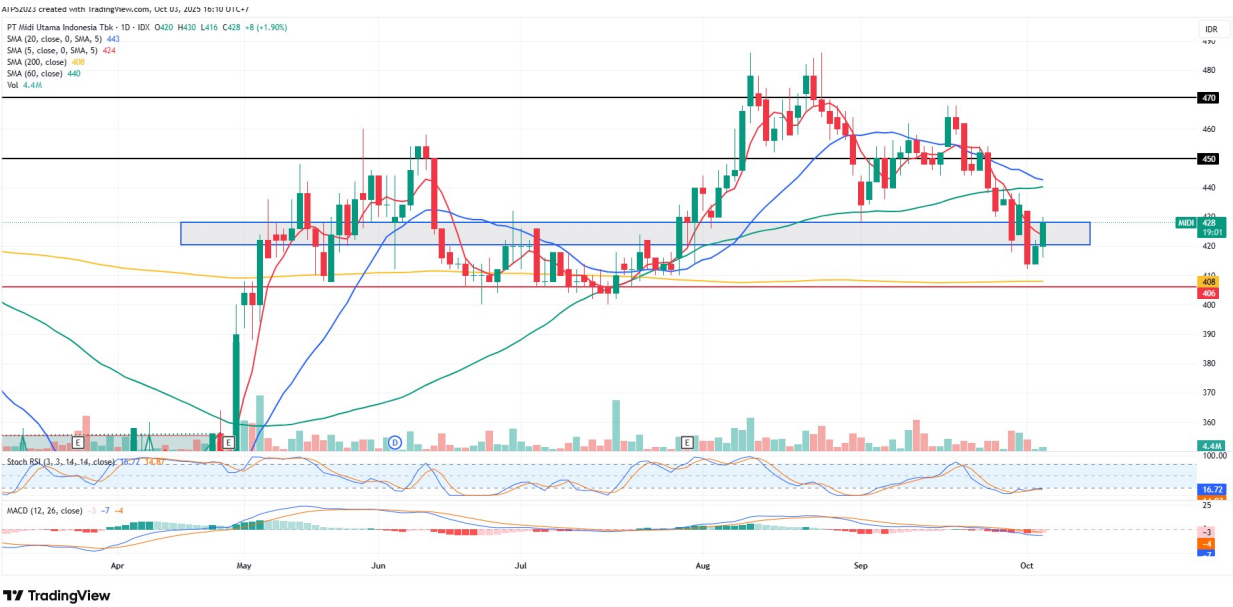 ATPS2023 created with TradingView.com, Oct 03, 2025 16:10 UTC+7
PT Midi Utama Indonesia Tbk · 1D · IDX O420 H430 L416 C428 +8 (+1.90%)
SMA (20, close, 0, SMA, 5) 443
SMA (5, close, 0, SMA, 5) 424
SMA (200, close) 408
SMA (60, close) 440
Vol 4.4M
IDR
490
480
470
460
450
440
430
MIDI 428
19:01
420
410
408
406
400
390
380
370
360
E
E
D
E
4.4M
Stoch RSI (3, 3, 14, 14, close) 16.72 14.87
100.00
16.72
MACD (12, 26, close) -3 -7 -4
25
-3
-4
-7
Apr May Jun Jul Aug Sep Oct
TradingView